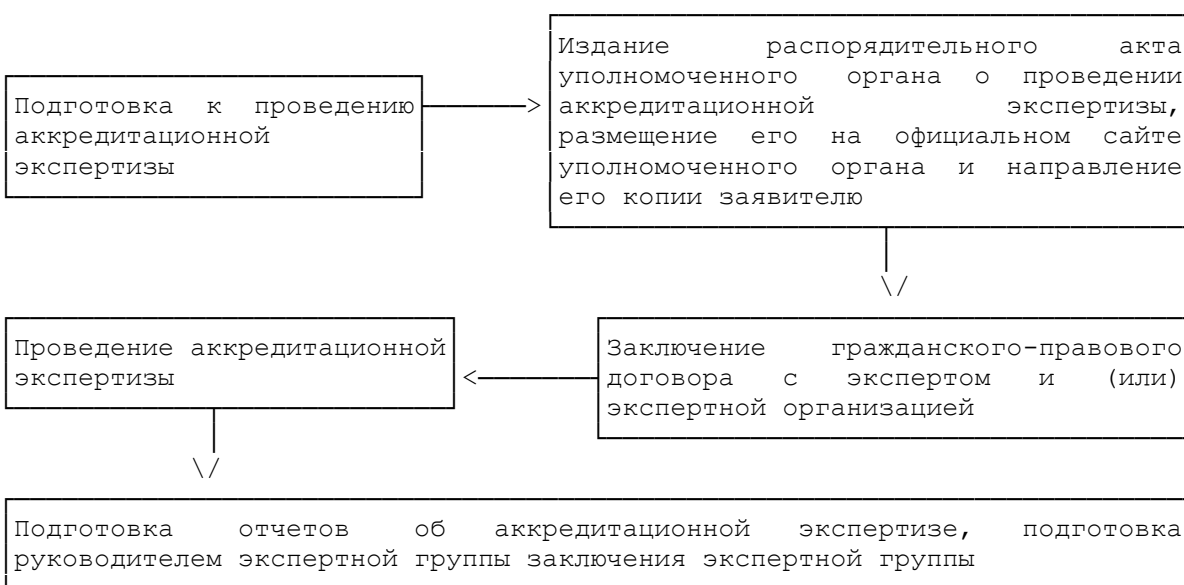 Подготовка к проведению
аккредитационной
экспертизы
Издание распорядительного акта
уполномоченного органа о проведении
аккредитационной экспертизы,
размещение его на официальном сайте
уполномоченного органа и направление
его копии заявителю
Проведение аккредитационной
экспертизы
Заключение гражданского-правового
договора с экспертом и (или)
экспертной организацией
Подготовка отчетов об аккредитационной экспертизе, подготовка
руководителем экспертной группы заключения экспертной группы